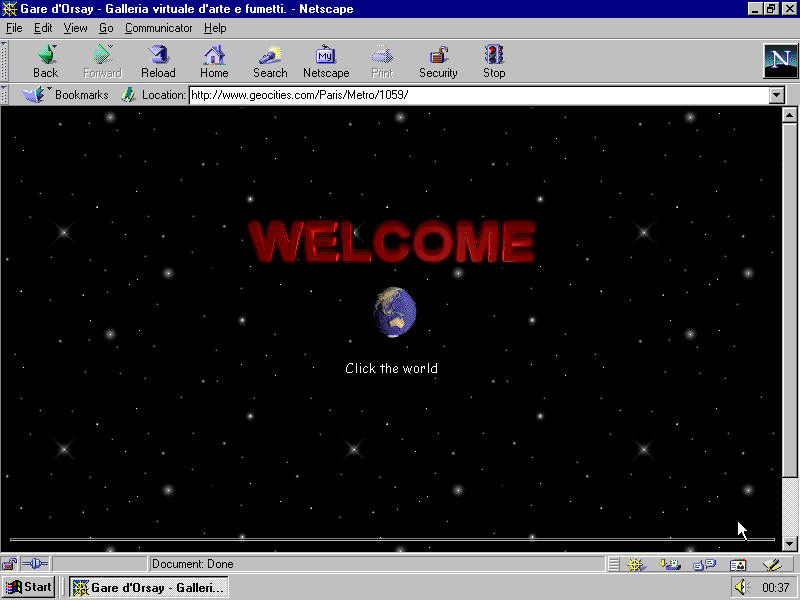 Gare d'Orsay - Galleria virtuale d'arte e fumetti. - Netscape
File Edit View Go Communicator Help
My
Back Forward Reload Home Search Netscape Print Security Stop
N
Bookmarks Location: http://www.geocities.com/Paris/Metro/1059/
WELCOME
Click the world
Document: Done
Start Gare d'Orsay - Galleri... 00:37